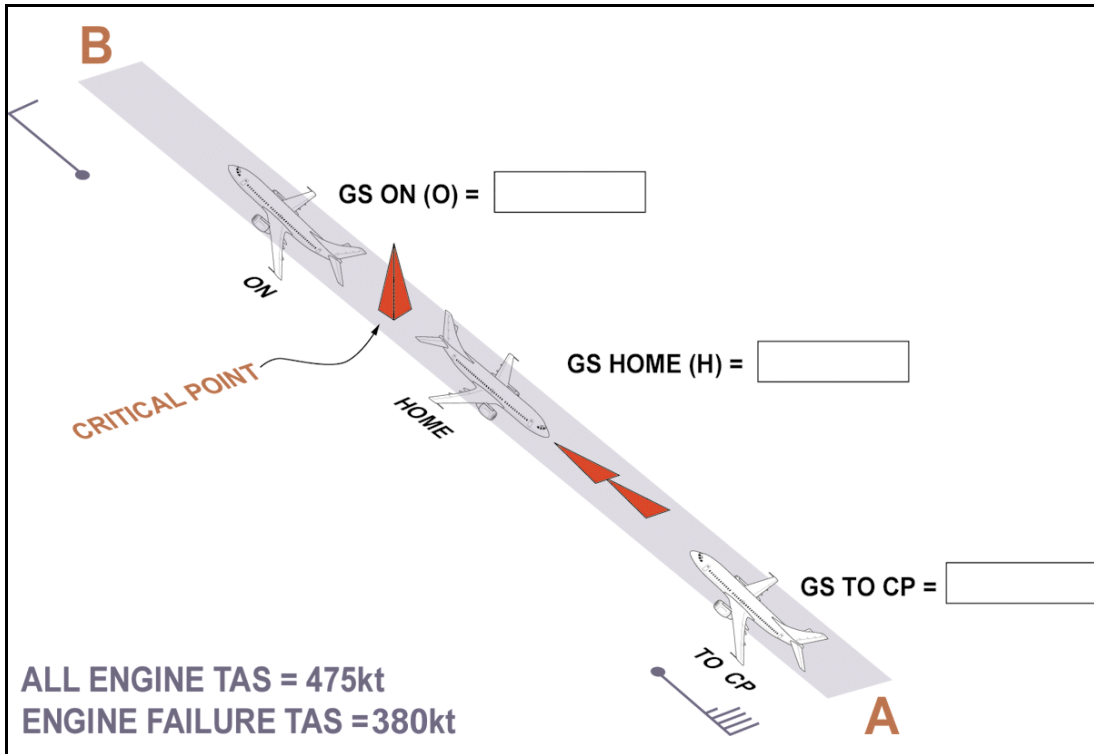 B
GS ON (O) =
ON
GS HOME (H) =
CRITICAL POINT
HOME
GS TO CP =
TO CP
ALL ENGINE TAS = 475kt
ENGINE FAILURE TAS =380kt
A